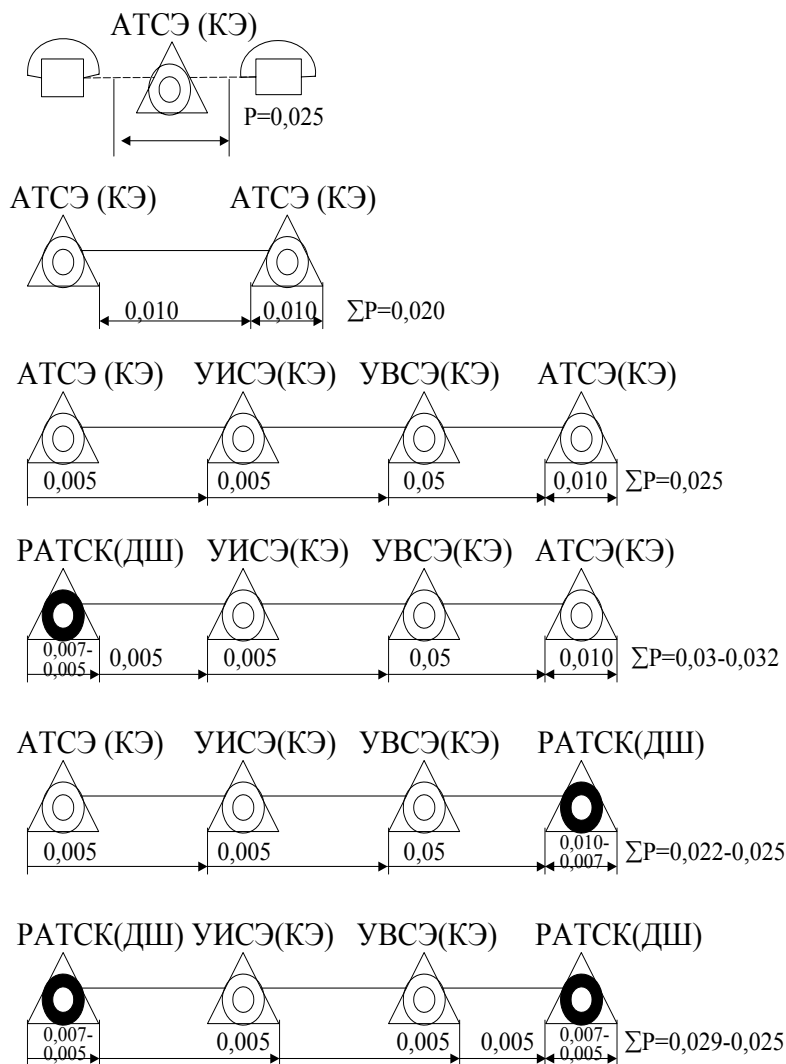 АТСЭ (КЭ)
P=0,025
АТСЭ (КЭ) АТСЭ (КЭ)
0,010 0,010 ∑P=0,020
АТСЭ (КЭ) УИСЭ(КЭ) УВСЭ(КЭ) АТСЭ(КЭ)
0,005 0,005 0,05 0,010 ∑P=0,025
РАТСК(ДШ) УИСЭ(КЭ) УВСЭ(КЭ) АТСЭ(КЭ)
0,007-
0,005 0,005 0,005 0,05 0,010 ∑P=0,03-0,032
АТСЭ (КЭ) УИСЭ(КЭ) УВСЭ(КЭ) РАТСК(ДШ)
0,005 0,005 0,05 0,010-
0,007 ∑P=0,022-0,025
РАТСК(ДШ) УИСЭ(КЭ) УВСЭ(КЭ) РАТСК(ДШ)
0,007-
0,005 0,005 0,005 0,005 0,007-
0,005 ∑P=0,029-0,025